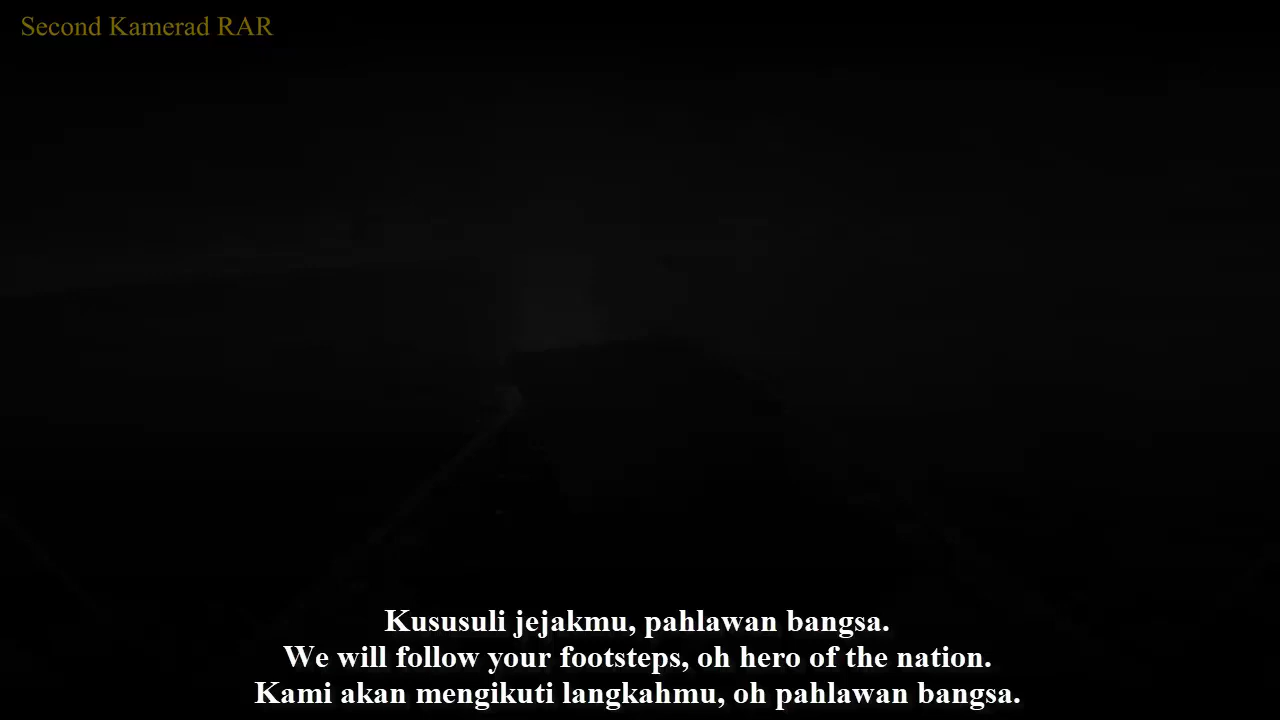 Second Kamerad RAR
Kususuli jejakmu, pahlawan bangsa.
We will follow your footsteps, oh hero of the nation.
Kami akan mengikuti langkahmu, oh pahlawan bangsa.